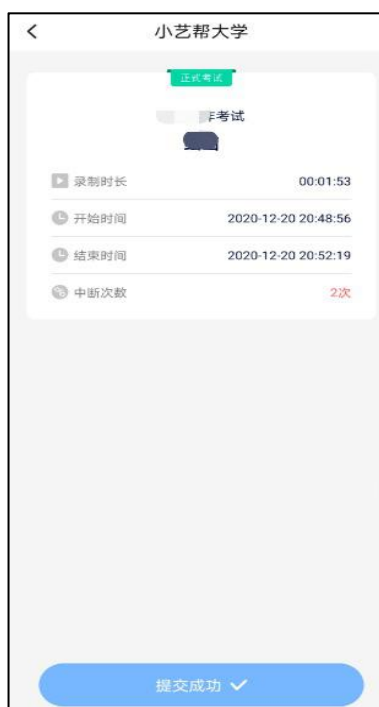 小艺帮大学
正式考试
作考试
录制时长 00:01:53
开始时间 2020-12-20 20:48:56
结束时间 2020-12-20 20:52:19
中断次数 2次
提交成功